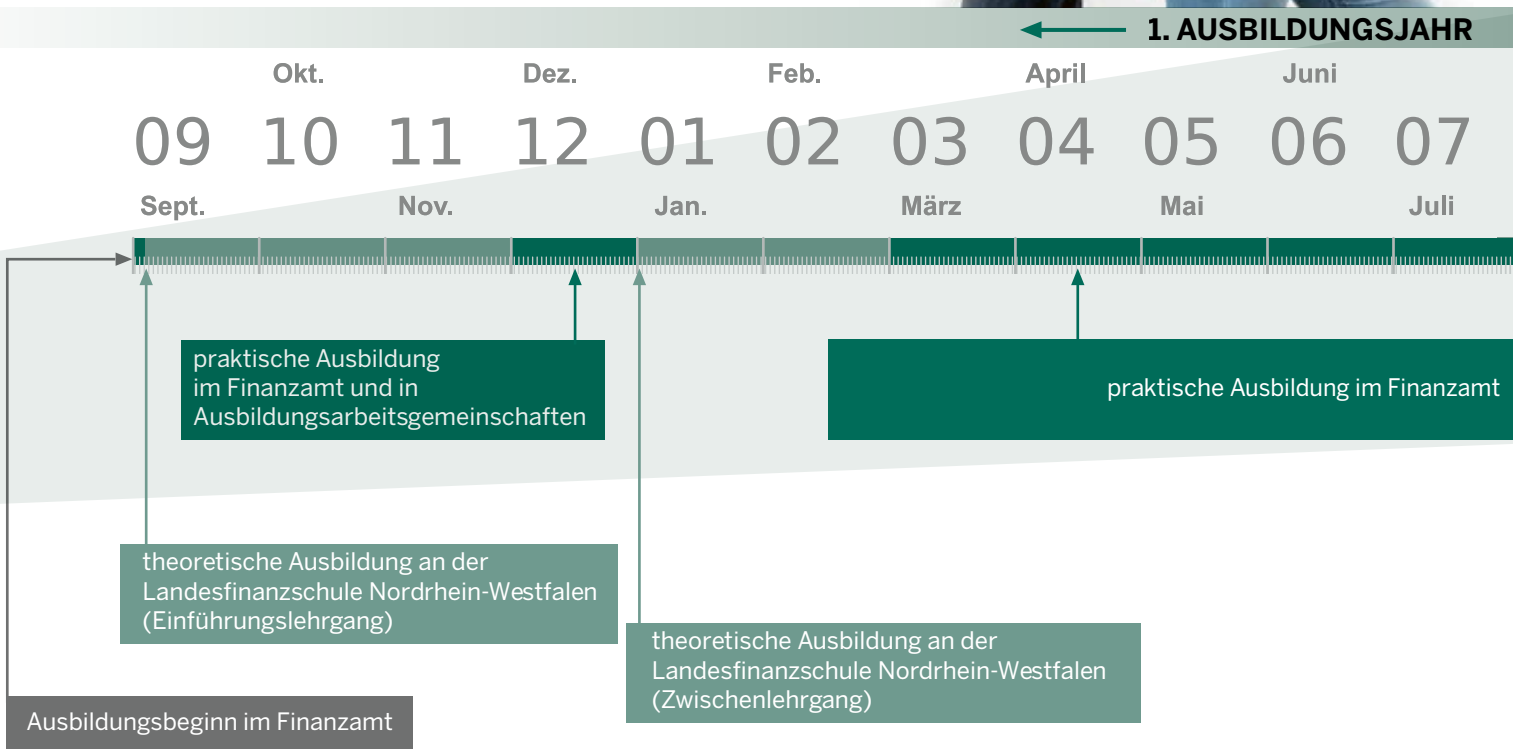 1. AUSBILDUNGSJAHR
Okt. Dez. Feb. April Juni
09 10 11 12 01 02 03 04 05 06 07
Sept. Nov. Jan. März Mai Juli
praktische Ausbildung
im Finanzamt und in
Ausbildungsarbeitsgemeinschaften
praktische Ausbildung im Finanzamt
theoretische Ausbildung an der
Landesfinanzschule Nordrhein-Westfalen
(Einführungslehrgang)
theoretische Ausbildung an der
Landesfinanzschule Nordrhein-Westfalen
(Zwischenlehrgang)
Ausbildungsbeginn im Finanzamt